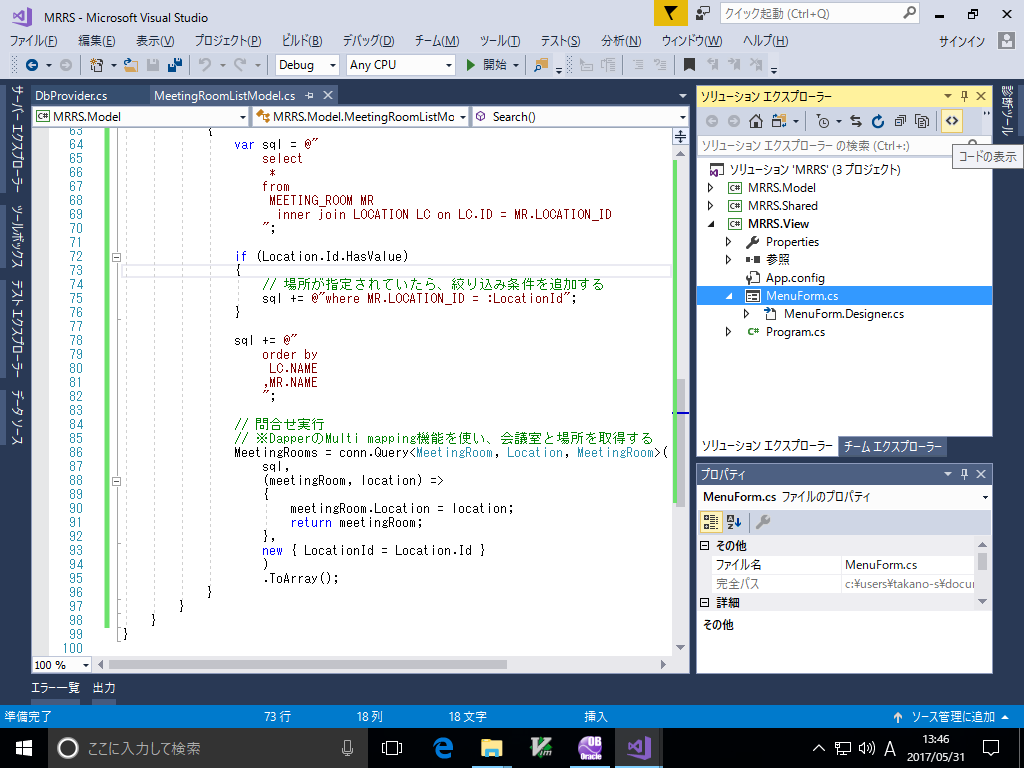 MRRS - Microsoft Visual Studio
クイック起動 (Ctrl+Q)
ファイル(F) 編集(E) 表示(V) プロジェクト(P) ビルド(B) デバッグ(D) チーム(M) ツール(T) テスト(S) 分析(N) ウィンドウ(W) ヘルプ(H)
サインイン
Debug Any CPU 開始
サーバー エクスプローラー
ツールボックス
テスト エクスプローラー
データ ソース
DbProvider.cs MeetingRoomListModel.cs
MRRS.Model MRRS.Model.MeetingRoomListMo Search()
63 {
64 var sql = @"
65 select
66 *
67 from
68 MEETING_ROOM MR
69 inner join LOCATION LC on LC.ID = MR.LOCATION_ID
70 ";
71
72 if (Location.Id.HasValue)
73 {
74 // 場所が指定されていたら、絞り込み条件を追加する
75 sql += @"where MR.LOCATION_ID = :LocationId";
76 }
77
78 sql += @"
79 order by
80 LC.NAME
81 ,MR.NAME
82 ";
83
84 // 問合せ実行
85 // ※DapperのMulti mapping機能を使い、会議室と場所を取得する
86 MeetingRooms = conn.Query<MeetingRoom, Location, MeetingRoom>(
87 sql,
88 (meetingRoom, location) =>
89 {
90 meetingRoom.Location = location;
91 return meetingRoom;
92 },
93 new { LocationId = Location.Id }
94 )
95 .ToArray();
96 }
97 }
98 }
99 }
100
100 %
ソリューション エクスプローラー
ソリューション エクスプローラー の検索 (Ctrl+:)
コードの表示
診断ツール
ソリューション 'MRRS' (3 プロジェクト)
C# MRRS.Model
C# MRRS.Shared
C# MRRS.View
Properties
参照
App.config
MenuForm.cs
MenuForm.Designer.cs
C# Program.cs
ソリューション エクスプローラー チーム エクスプローラー
プロパティ
MenuForm.cs ファイルのプロパティ
その他
ファイル名 MenuForm.cs
完全パス c:¥users¥takano-s¥docu
詳細
その他
エラー一覧 出力
準備完了 73 行 18 列 18 文字 挿入 ソース管理に追加
ここに入力して検索
OB Oracle
A
13:46
2017/05/31